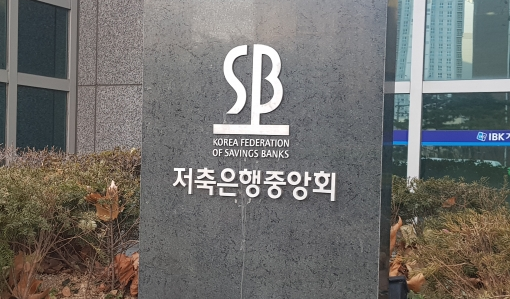 SB
KOREA FEDERATION
OF SAVINGS BANKS
저축은행중앙회
IBK